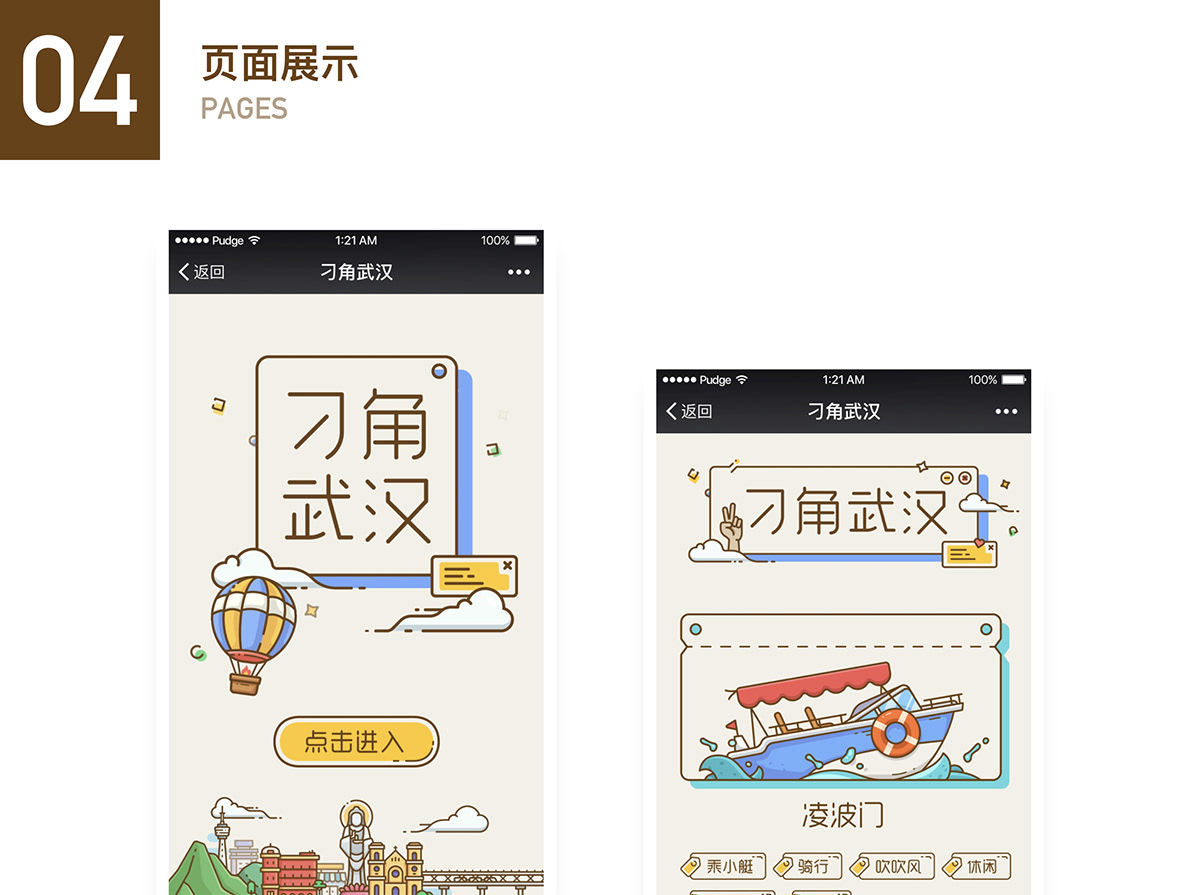 04
页面展示
PAGES
Pudge 1:21 AM 100%
返回 刁角武汉
刁角
武汉
点击进入
Pudge 1:21 AM 100%
返回 刁角武汉
刁角武汉
凌波门
乘小艇 骑行 吹吹风 休闲